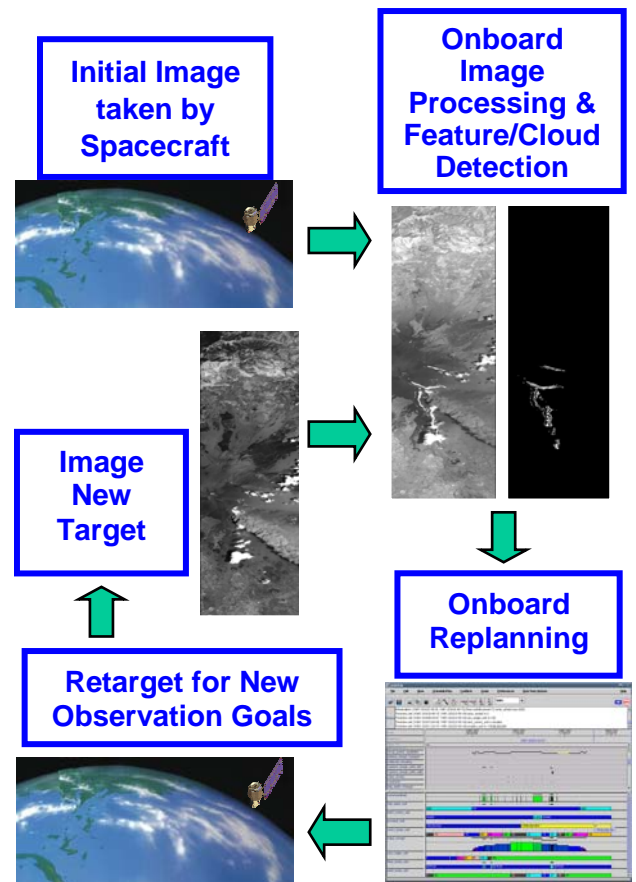 Initial Image
taken by
Spacecraft
Onboard
Image
Processing &
Feature/Cloud
Detection
Image
New
Target
Onboard
Replanning
Retarget for New
Observation Goals